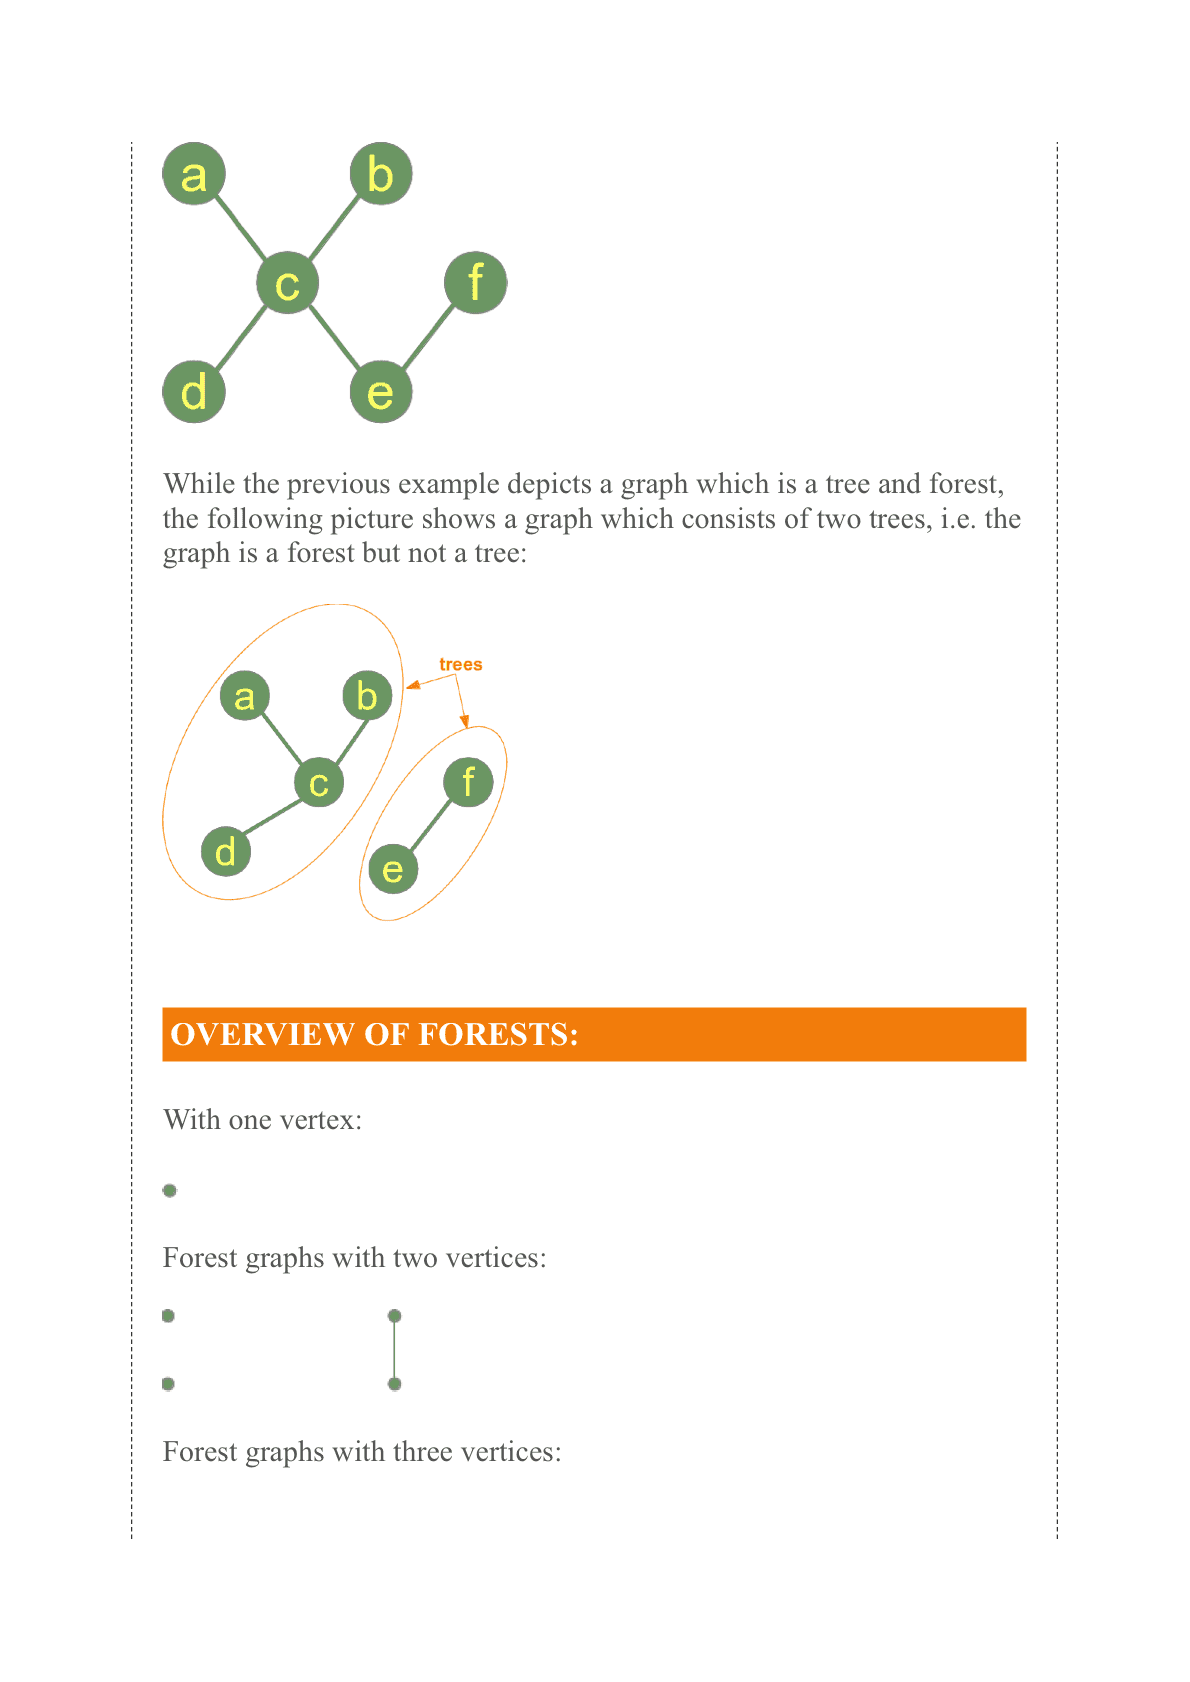 a b
c f
d e
While the previous example depicts a graph which is a tree and forest,
the following picture shows a graph which consists of two trees, i.e. the
graph is a forest but not a tree:
trees
a b
c f
d e
OVERVIEW OF FORESTS:
With one vertex:
Forest graphs with two vertices:
Forest graphs with three vertices: